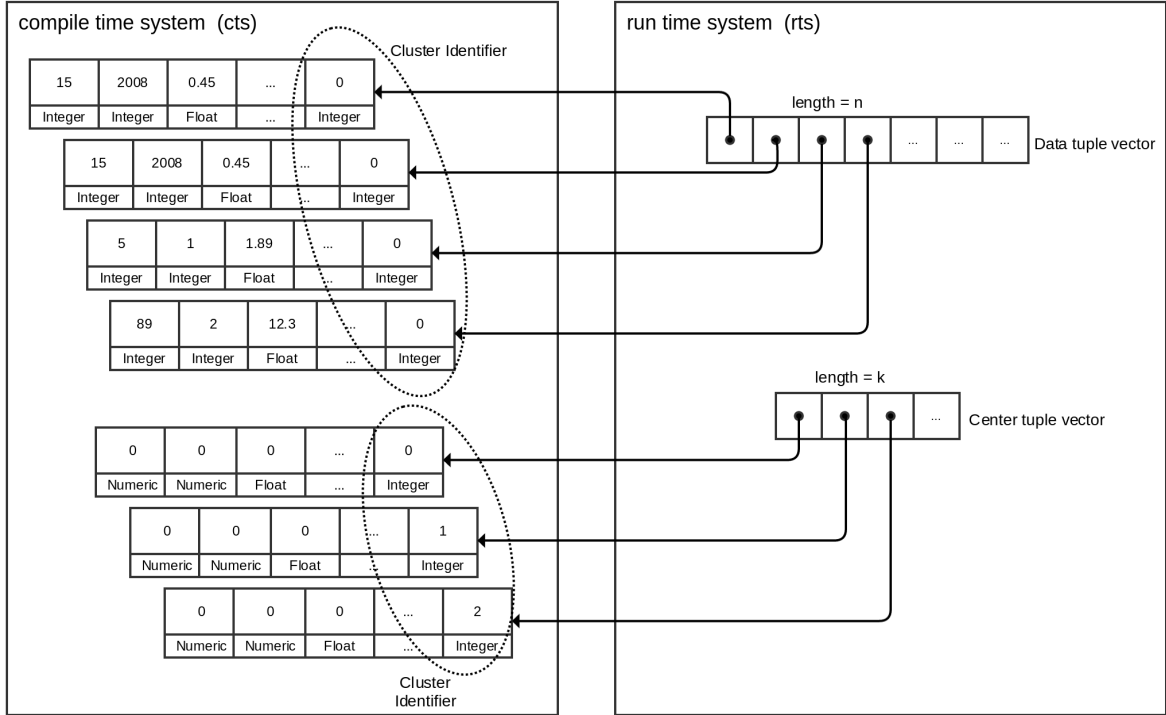 compile time system (cts)
Cluster Identifier
15 2008 0.45 ... 0
Integer Integer Float ... Integer
15 2008 0.45 ... 0
Integer Integer Float ... Integer
5 1 1.89 ... 0
Integer Integer Float ... Integer
89 2 12.3 ... 0
Integer Integer Float ... Integer
0 0 0 ... 0
Numeric Numeric Float ... Integer
0 0 0 ... 1
Numeric Numeric Float ... Integer
0 0 0 ... 2
Numeric Numeric Float ... Integer
Cluster
Identifier
run time system (rts)
length = n
... ... ...
Data tuple vector
length = k
...
Center tuple vector